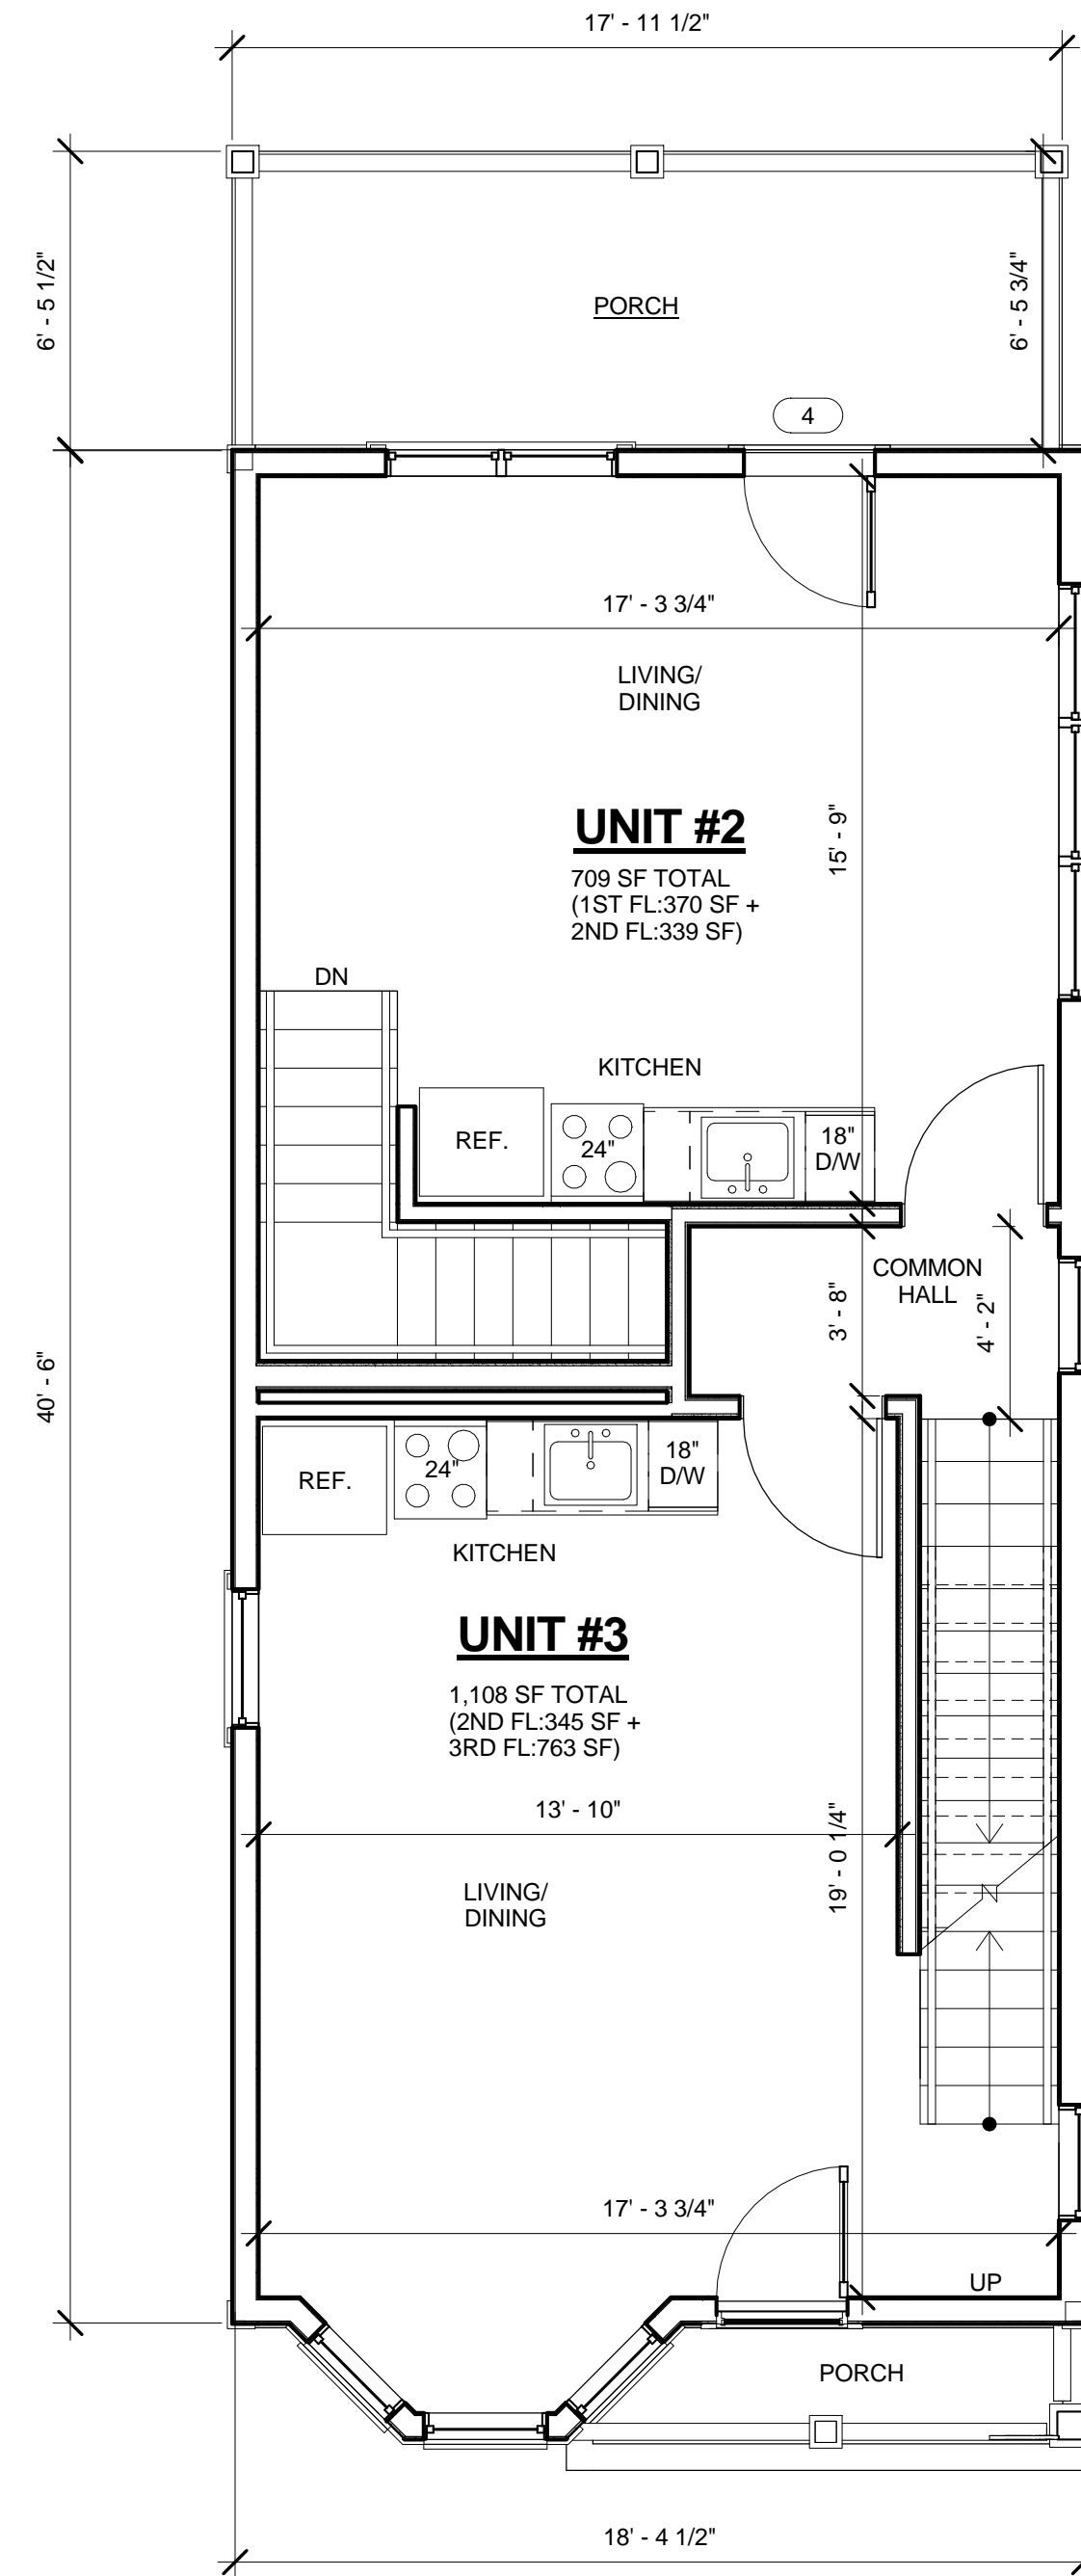 17' - 11 1/2"
6' - 5 1/2"
PORCH
6' - 5 3/4"
4
17' - 3 3/4"
LIVING/
DINING
UNIT #2
709 SF TOTAL
(1ST FL:370 SF +
2ND FL:339 SF)
15' - 9"
DN
KITCHEN
REF.
24"
18"
D/W
COMMON
HALL
3' - 8"
4' - 2"
40' - 6"
REF.
24"
18"
D/W
KITCHEN
UNIT #3
1,108 SF TOTAL
(2ND FL:345 SF +
3RD FL:763 SF)
13' - 10"
19' - 0 1/4"
LIVING/
DINING
17' - 3 3/4"
UP
PORCH
18' - 4 1/2"